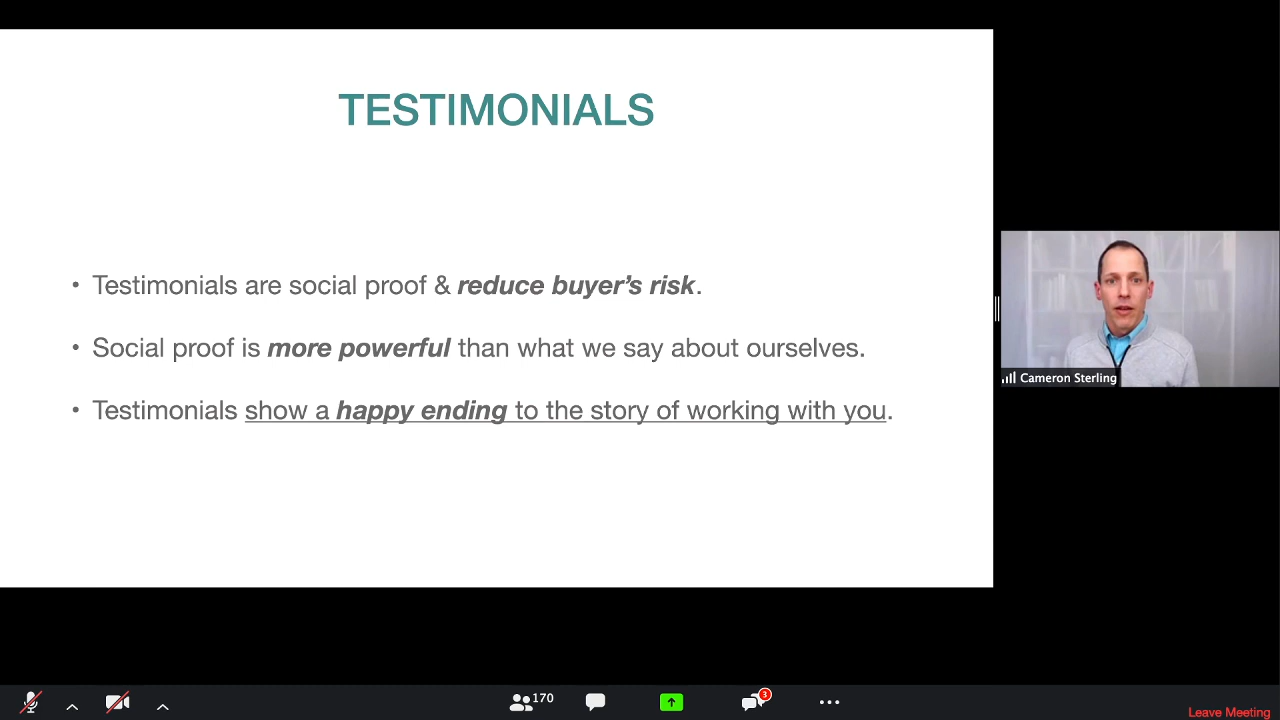 TESTIMONIALS
• Testimonials are social proof & reduce buyer’s risk.
• Social proof is more powerful than what we say about ourselves.
• Testimonials show a happy ending to the story of working with you.
Cameron Sterling
170
3
Leave Meeting